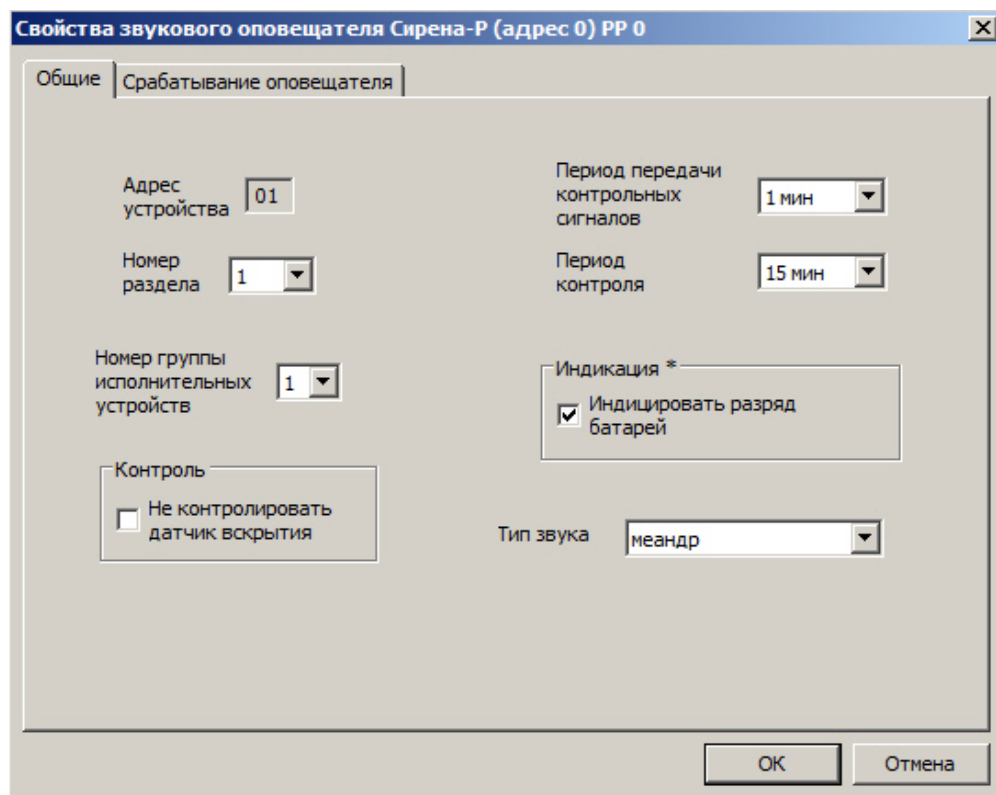 Свойства звукового оповещателя Сирена-Р (адрес 0) РР 0
Общие
Срабатывание оповещателя
Адрес
устройства
01
Номер
раздела
1
Номер группы
исполнительных
устройств
1
Контроль
Не контролировать
датчик вскрытия
Период передачи
контрольных
сигналов
1 мин
Период
контроля
15 мин
Индикация *
Индицировать разряд
батарей
Тип звука
меандр
ОК
Отмена